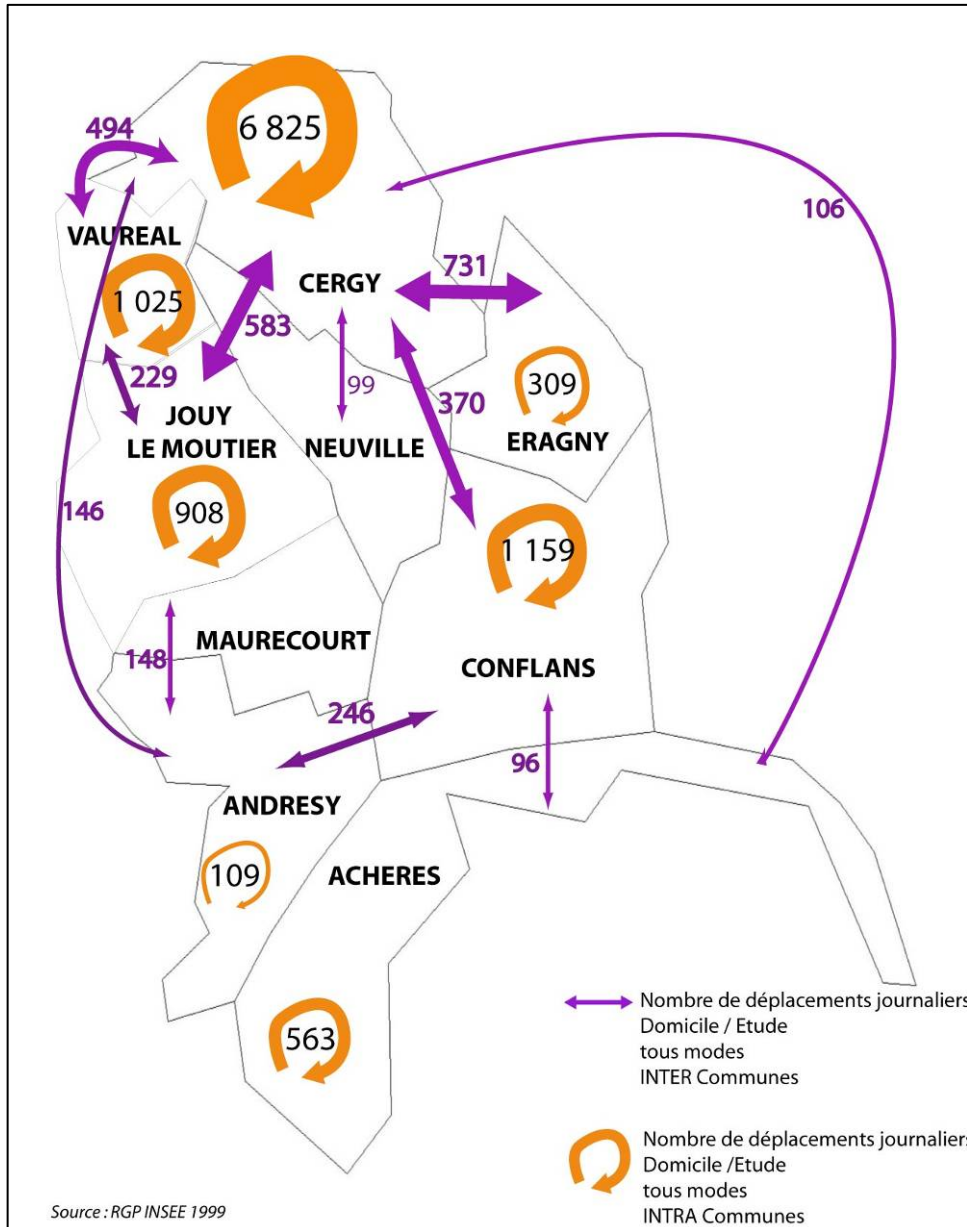 6 825
494
106
VAUREAL
731
CERGY
1 025
583
229
99
370
309
JOUY
LE MOUTIER
NEUVILLE
ERAGNY
146
908
1 159
MAURECOURT
148
CONFLANS
246
96
ANDRESY
109
ACHERES
563
Nombre de déplacements journaliers
Domicile / Etude
tous modes
INTER Communes
Nombre de déplacements journaliers
Domicile /Etude
tous modes
INTRA Communes
Source : RGP INSEE 1999